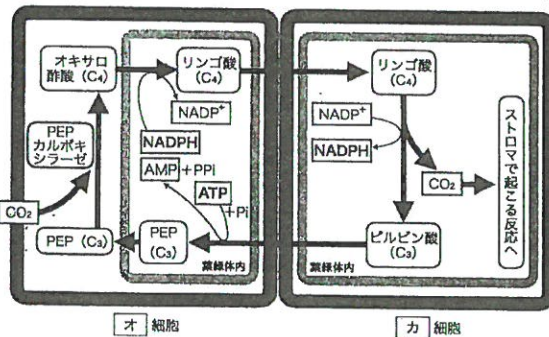 オキサロ
酢酸(C₄)
リンゴ酸
(C₄)
NADP⁺
NADPH
PEP
カルボキ
シラーゼ
AMP+PPi
ATP
+Pi
CO₂
PEP(C₃)
PEP
(C₃)
葉緑体内
オ 細胞
リンゴ酸
(C₄)
NADP⁺
NADPH
CO₂
ピルビン酸
(C₃)
葉緑体内
ストロマで起こる反応へ
カ 細胞